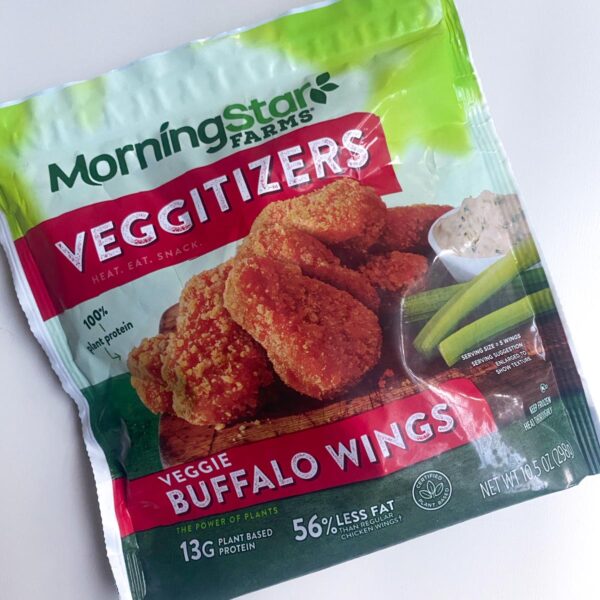 MorningStar
FARMS
VEGGITIZERS
HEAT. EAT. SNACK.
100%
plant protein
SERVING SIZE = 5 WINGS
SERVING SUGGESTION
ENLARGED TO
SHOW TEXTURE
KEEP FROZEN
HEAT THOROUGHLY
VEGGIE
BUFFALO WINGS
THE POWER OF PLANTS
13G PLANT BASED
PROTEIN
56% LESS FAT
THAN REGULAR
CHICKEN WINGS†
CERTIFIED
PLANT BASED
NET WT 10.5 OZ (298g)